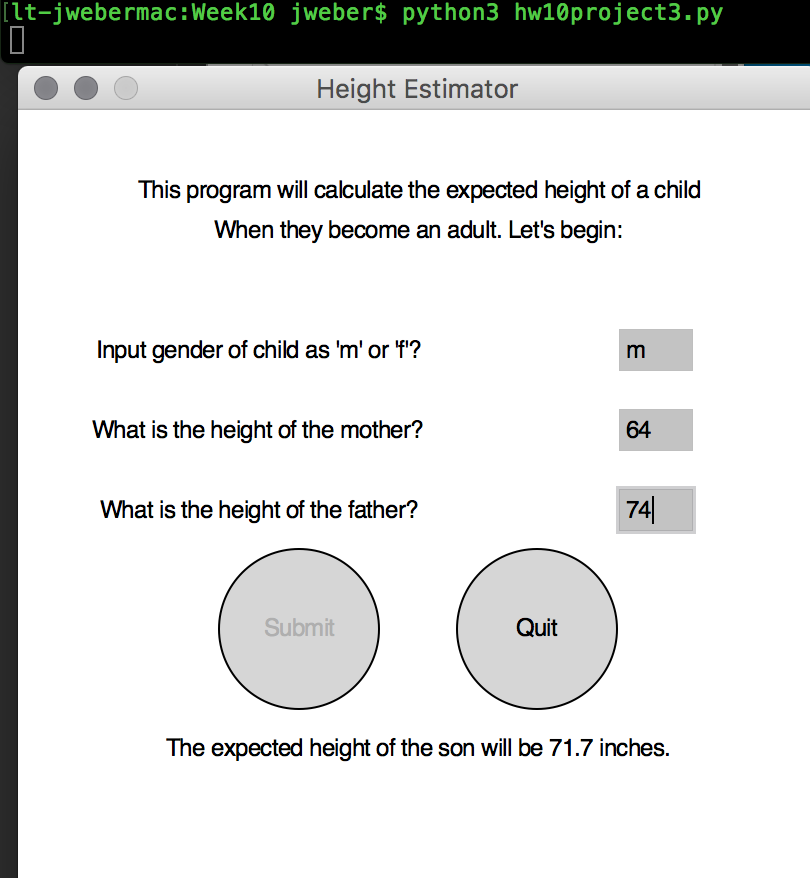 [lt-jwebermac:Week10 jweber$ python3 hw10project3.py
Height Estimator
This program will calculate the expected height of a child
When they become an adult. Let's begin:
Input gender of child as 'm' or 'f'?
m
What is the height of the mother?
64
What is the height of the father?
74
Submit
Quit
The expected height of the son will be 71.7 inches.